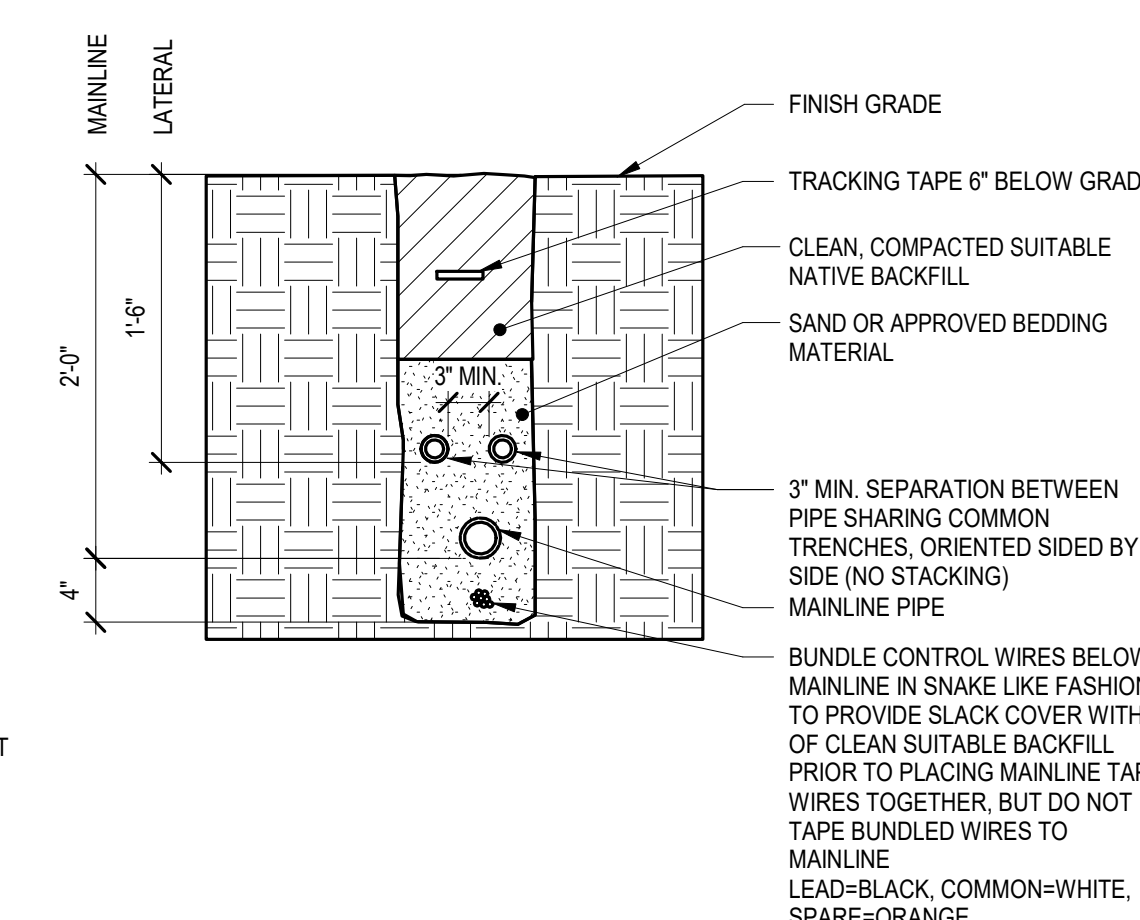 MAINLINE
LATERAL
2'-0"
1'-6"
4"
3" MIN.
FINISH GRADE
TRACKING TAPE 6" BELOW GRAD
CLEAN, COMPACTED SUITABLE
NATIVE BACKFILL
SAND OR APPROVED BEDDING
MATERIAL
3" MIN. SEPARATION BETWEEN
PIPE SHARING COMMON
TRENCHES, ORIENTED SIDED BY
SIDE (NO STACKING)
MAINLINE PIPE
BUNDLE CONTROL WIRES BELOW
MAINLINE IN SNAKE LIKE FASHION
TO PROVIDE SLACK COVER WITH
OF CLEAN SUITABLE BACKFILL
PRIOR TO PLACING MAINLINE TAP
WIRES TOGETHER, BUT DO NOT
TAPE BUNDLED WIRES TO
MAINLINE
LEAD=BLACK, COMMON=WHITE,
SPARE=ORANGE
T